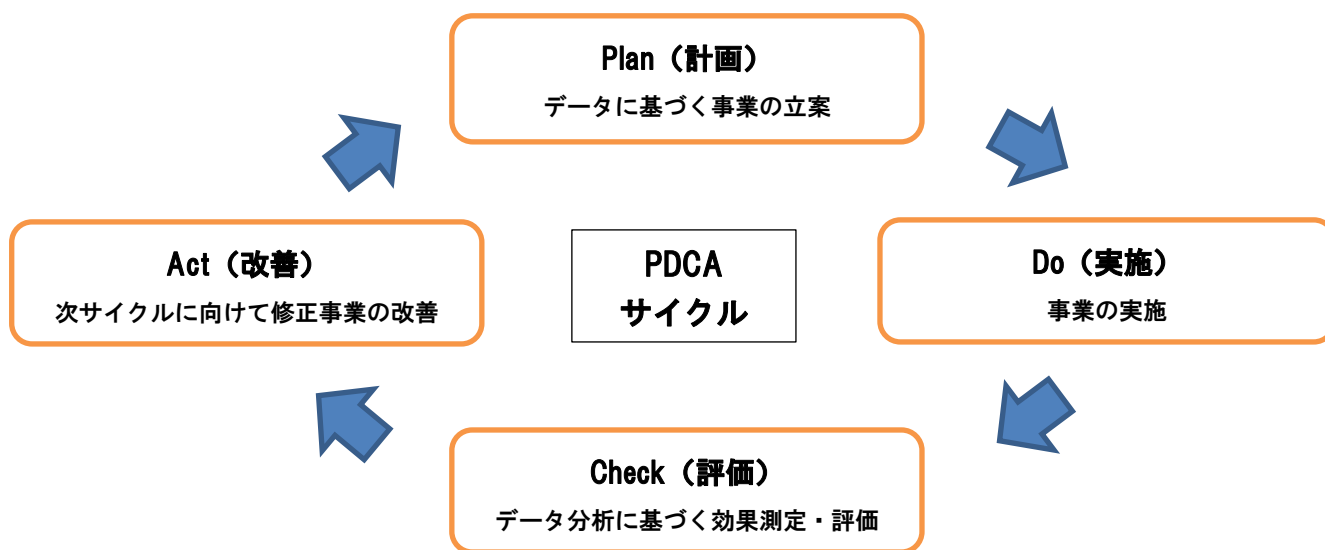 Plan（計画）
データに基づく事業の立案
Act（改善）
次サイクルに向けて修正事業の改善
PDCA
サイクル
Do（実施）
事業の実施
Check（評価）
データ分析に基づく効果測定・評価